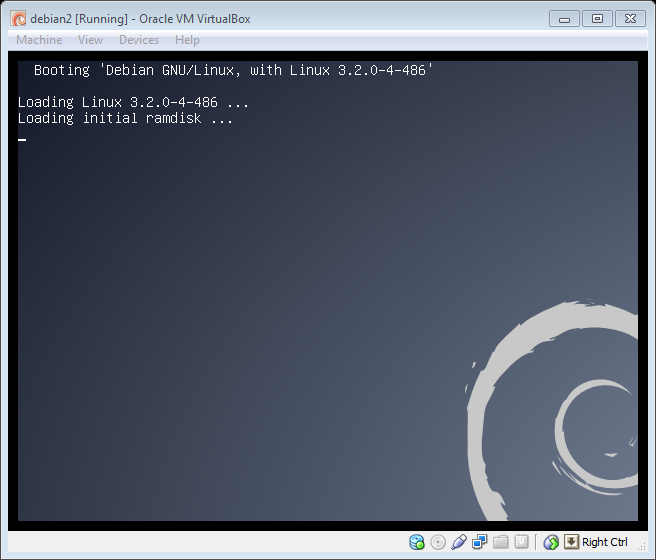 debian2 [Running] - Oracle VM VirtualBox
Machine View Devices Help
Booting 'Debian GNU/Linux, with Linux 3.2.0-4-486'
Loading Linux 3.2.0-4-486 ...
Loading initial ramdisk ...
Right Ctrl